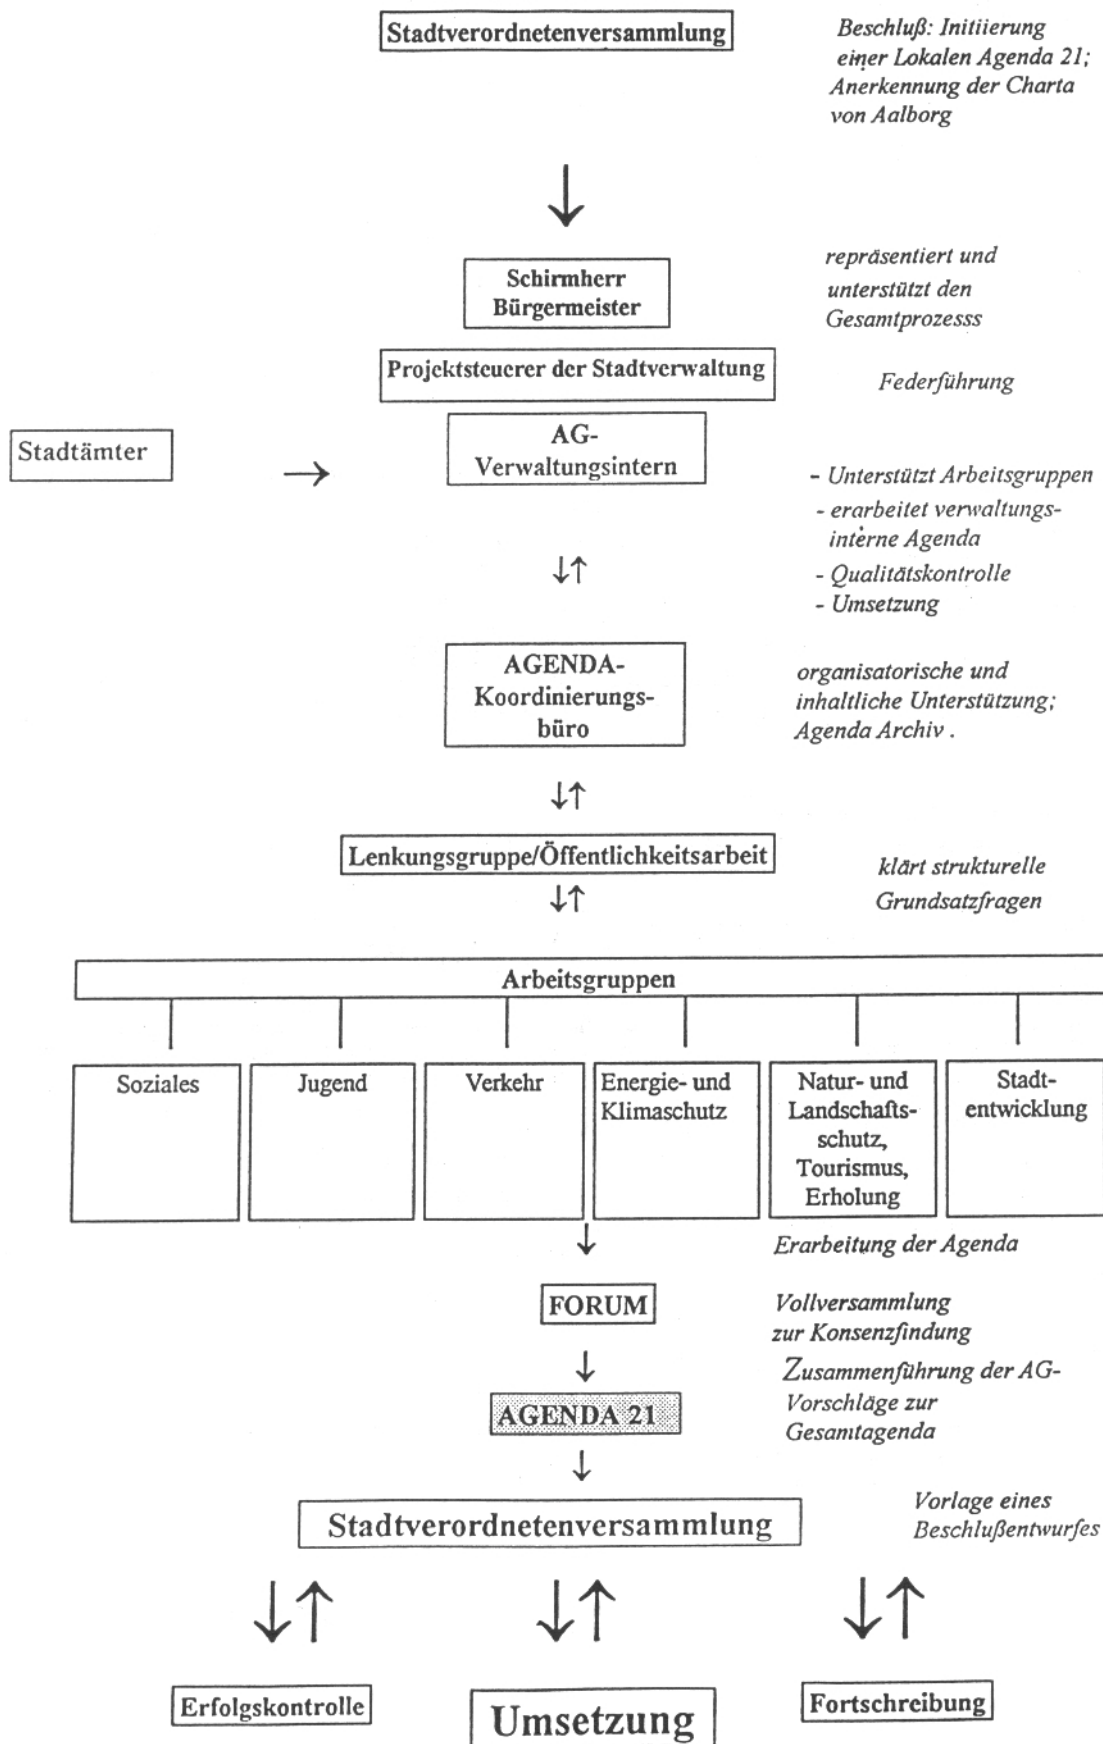 Stadtverordnetenversammlung
Beschluß: Initiierung
einer Lokalen Agenda 21;
Anerkennung der Charta
von Aalborg
Schirmherr
Bürgermeister
repräsentiert und
unterstützt den
Gesamtprozesss
Projektsteuerer der Stadtverwaltung
Federführung
Stadtämter
AG-
Verwaltungsintern
- Unterstützt Arbeitsgruppen
- erarbeitet verwaltungs-
interne Agenda
- Qualitätskontrolle
- Umsetzung
AGENDA-
Koordinierungs-
büro
organisatorische und
inhaltliche Unterstützung;
Agenda Archiv .
Lenkungsgruppe/Öffentlichkeitsarbeit
klärt strukturelle
Grundsatzfragen
Arbeitsgruppen
Soziales
Jugend
Verkehr
Energie- und
Klimaschutz
Natur- und
Landschafts-
schutz,
Tourismus,
Erholung
Stadt-
entwicklung
Erarbeitung der Agenda
FORUM
Vollversammlung
zur Konsenzfindung
AGENDA 21
Zusammenführung der AG-
Vorschläge zur
Gesamtagenda
Stadtverordnetenversammlung
Vorlage eines
Beschlußentwurfes
Erfolgskontrolle
Umsetzung
Fortschreibung